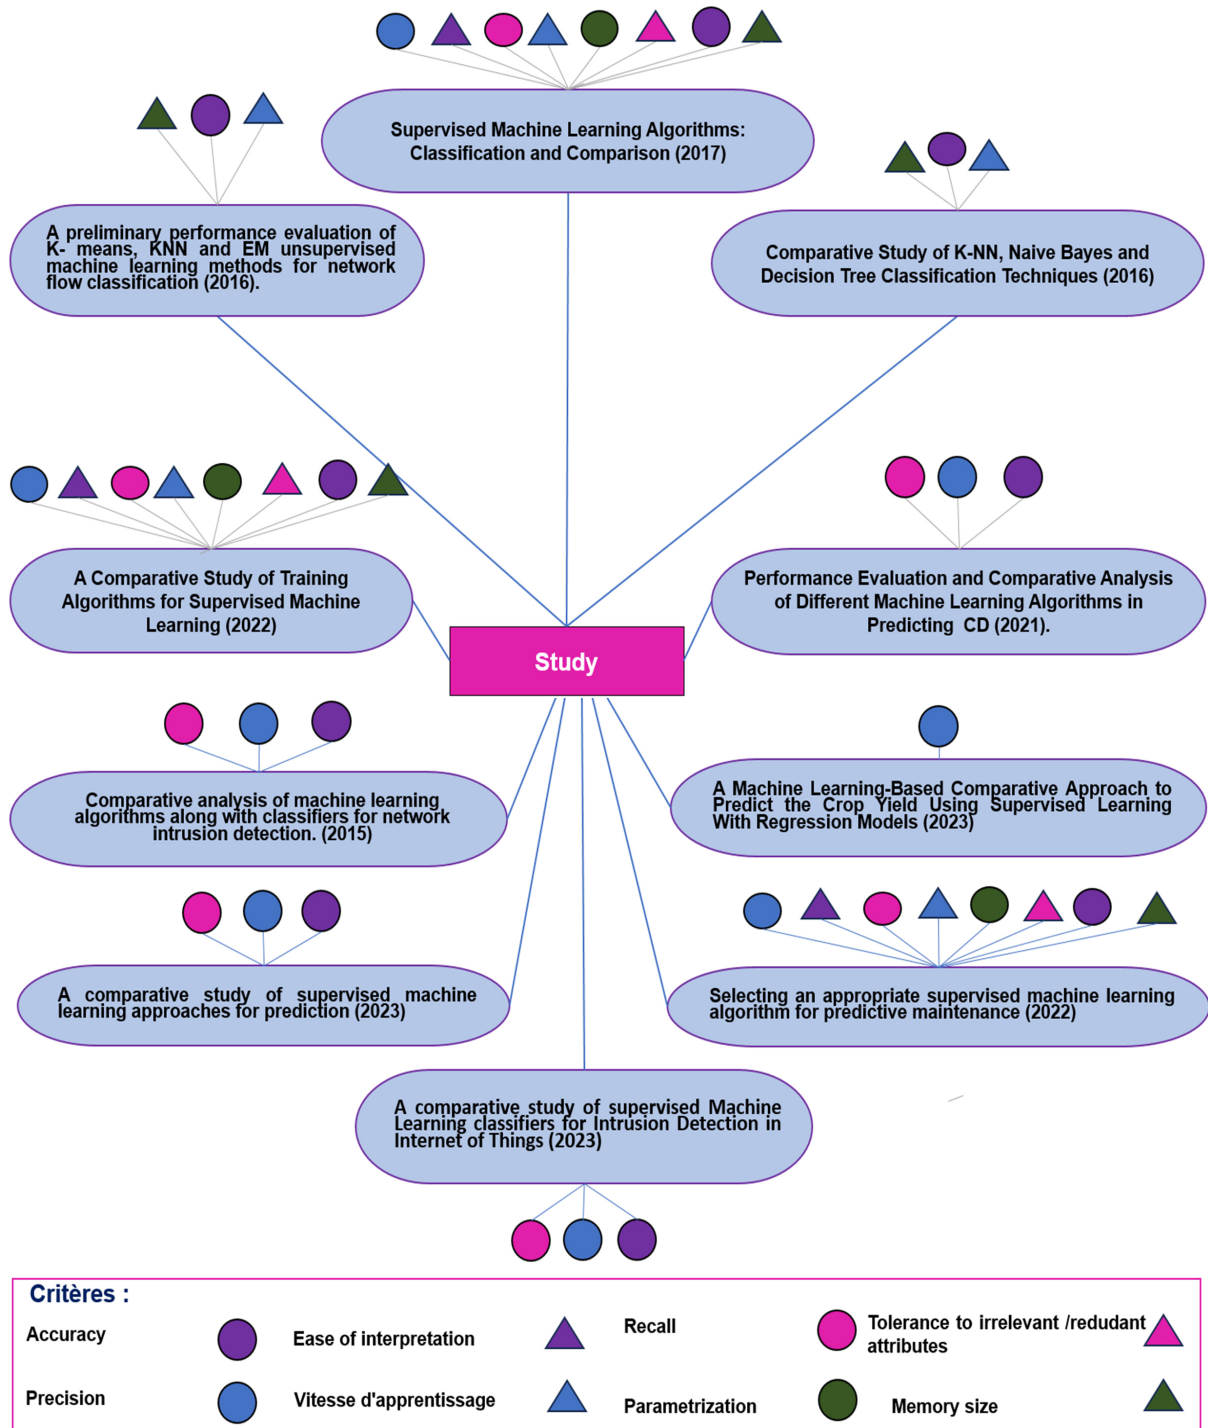 Supervised Machine Learning Algorithms:
Classification and Comparison (2017)
A preliminary performance evaluation of
K- means, KNN and EM unsupervised
machine learning methods for network
flow classification (2016).
Comparative Study of K-NN, Naive Bayes and
Decision Tree Classification Techniques (2016)
A Comparative Study of Training
Algorithms for Supervised Machine
Learning (2022)
Performance Evaluation and Comparative Analysis
of Different Machine Learning Algorithms in
Predicting CD (2021).
Study
Comparative analysis of machine learning
algorithms along with classifiers for network
intrusion detection. (2015)
A Machine Learning-Based Comparative Approach to
Predict the Crop Yield Using Supervised Learning
With Regression Models (2023)
A comparative study of supervised machine
learning approaches for prediction (2023)
Selecting an appropriate supervised machine learning
algorithm for predictive maintenance (2022)
A comparative study of supervised Machine
Learning classifiers for Intrusion Detection in
Internet of Things (2023)
Critères :
Accuracy
Ease of interpretation
Recall
Tolerance to irrelevant /redudant
attributes
Precision
Vitesse d'apprentissage
Parametrization
Memory size